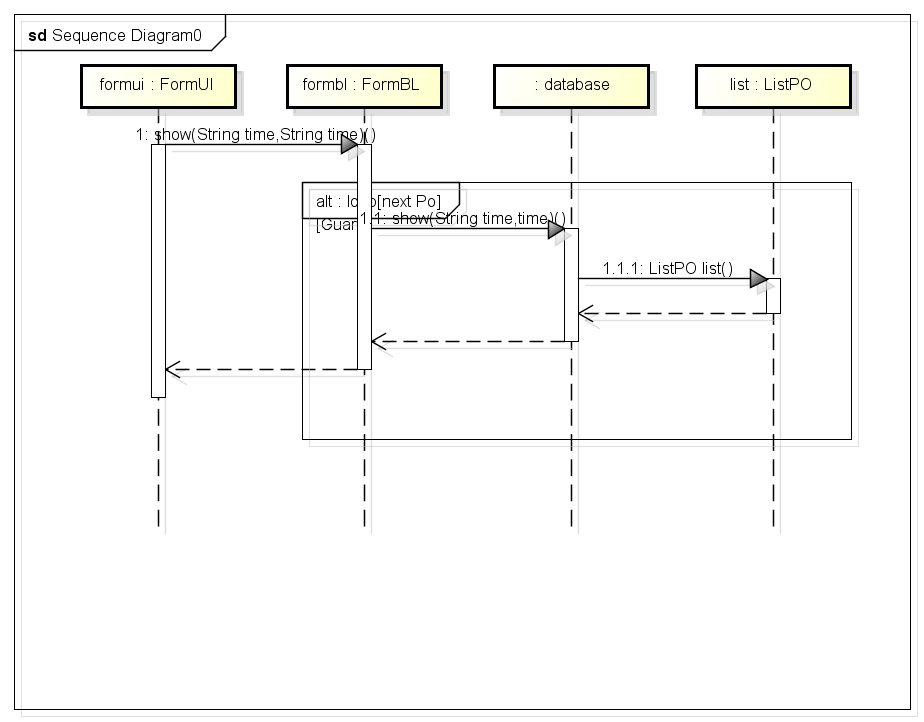 sd Sequence Diagram0
formui : FormUI
formbl : FormBL
: database
list : ListPO
1: show(String time,String time)()
alt : loop[next Po]
1.1: show(String time,time)()
[Guar
1.1.1: ListPO list()